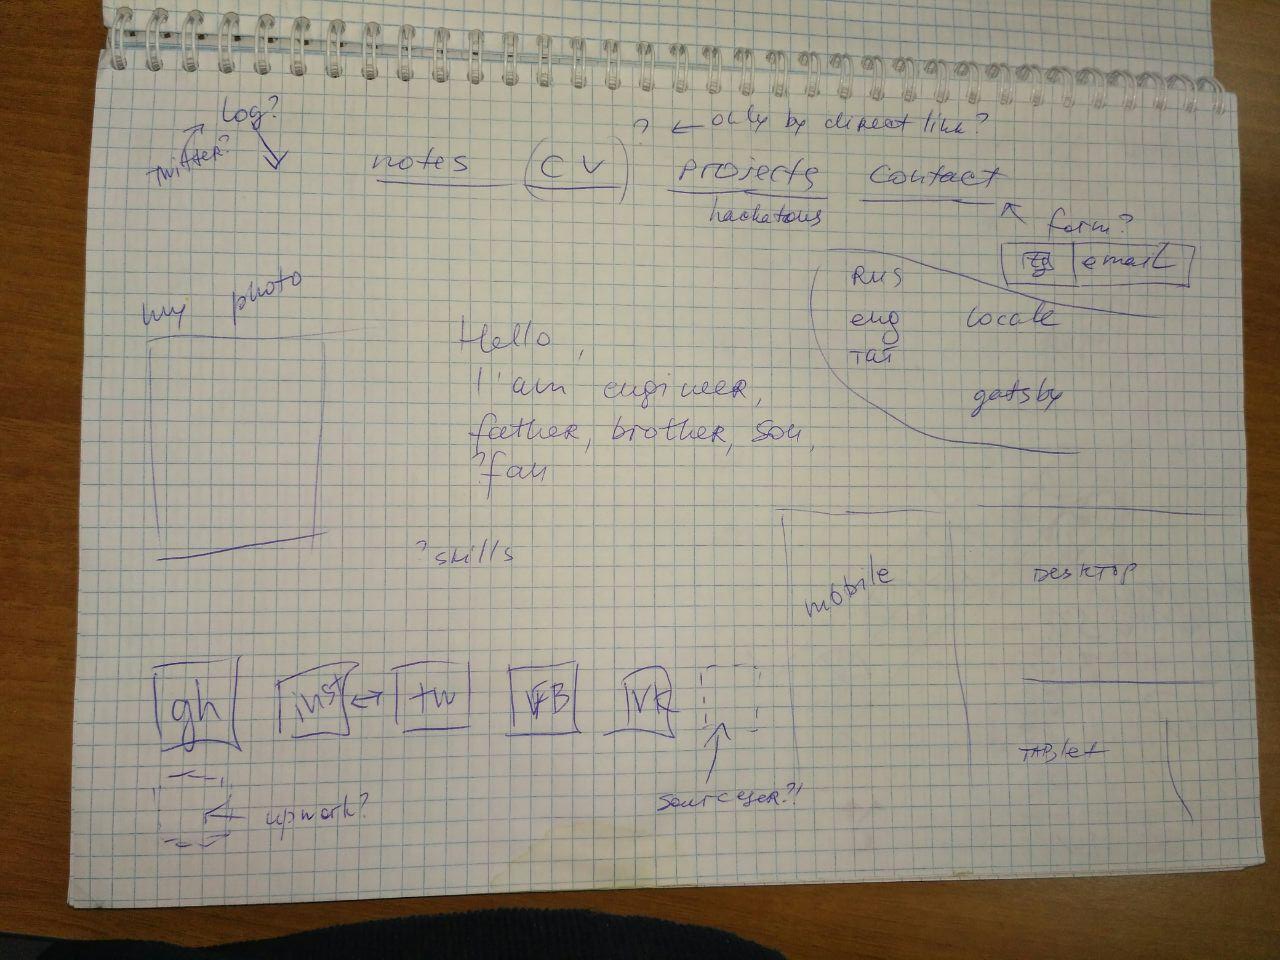 Log?
Twitter?
? ← only by direct link?
notes (CV) projects contact
hackatons
form?
tg email
Rus
eng locale
тат
gatsby
my photo
Hello,
I'am engineer,
father, brother, son,
?fan
?skills
mobile
Desktop
TABlet
gh inst ↔ tw FB VK
upwork?
sourcecer?!